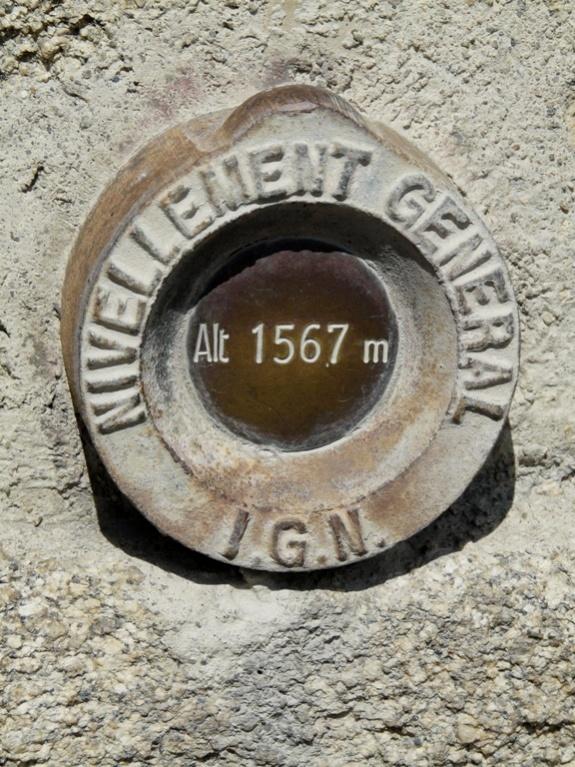 NIVELLEMENT GENERAL
Alt 1567 m
I.G.N.